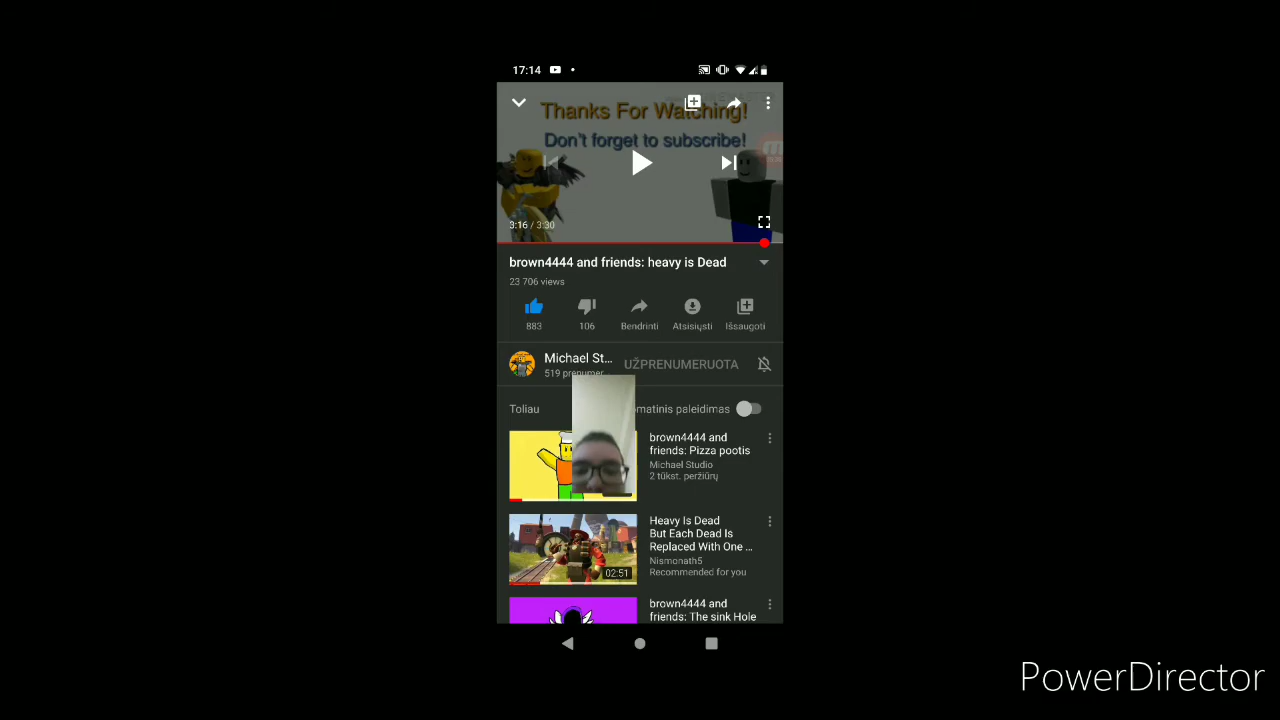 17:14
Thanks For Watching!
Don't forget to subscribe!
3:16 / 3:30
brown4444 and friends: heavy is Dead
23 706 views
883
106
Bendrinti
Atsisiųsti
Išsaugoti
Michael St...
519 prenumer...
UŽPRENUMERUOTA
Toliau
omatinis paleidimas
brown4444 and
friends: Pizza pootis
Michael Studio
2 tūkst. peržiūrų
Heavy Is Dead
But Each Dead Is
Replaced With One ...
Nismonath5
Recommended for you
02:51
brown4444 and
friends: The sink Hole
PowerDirector